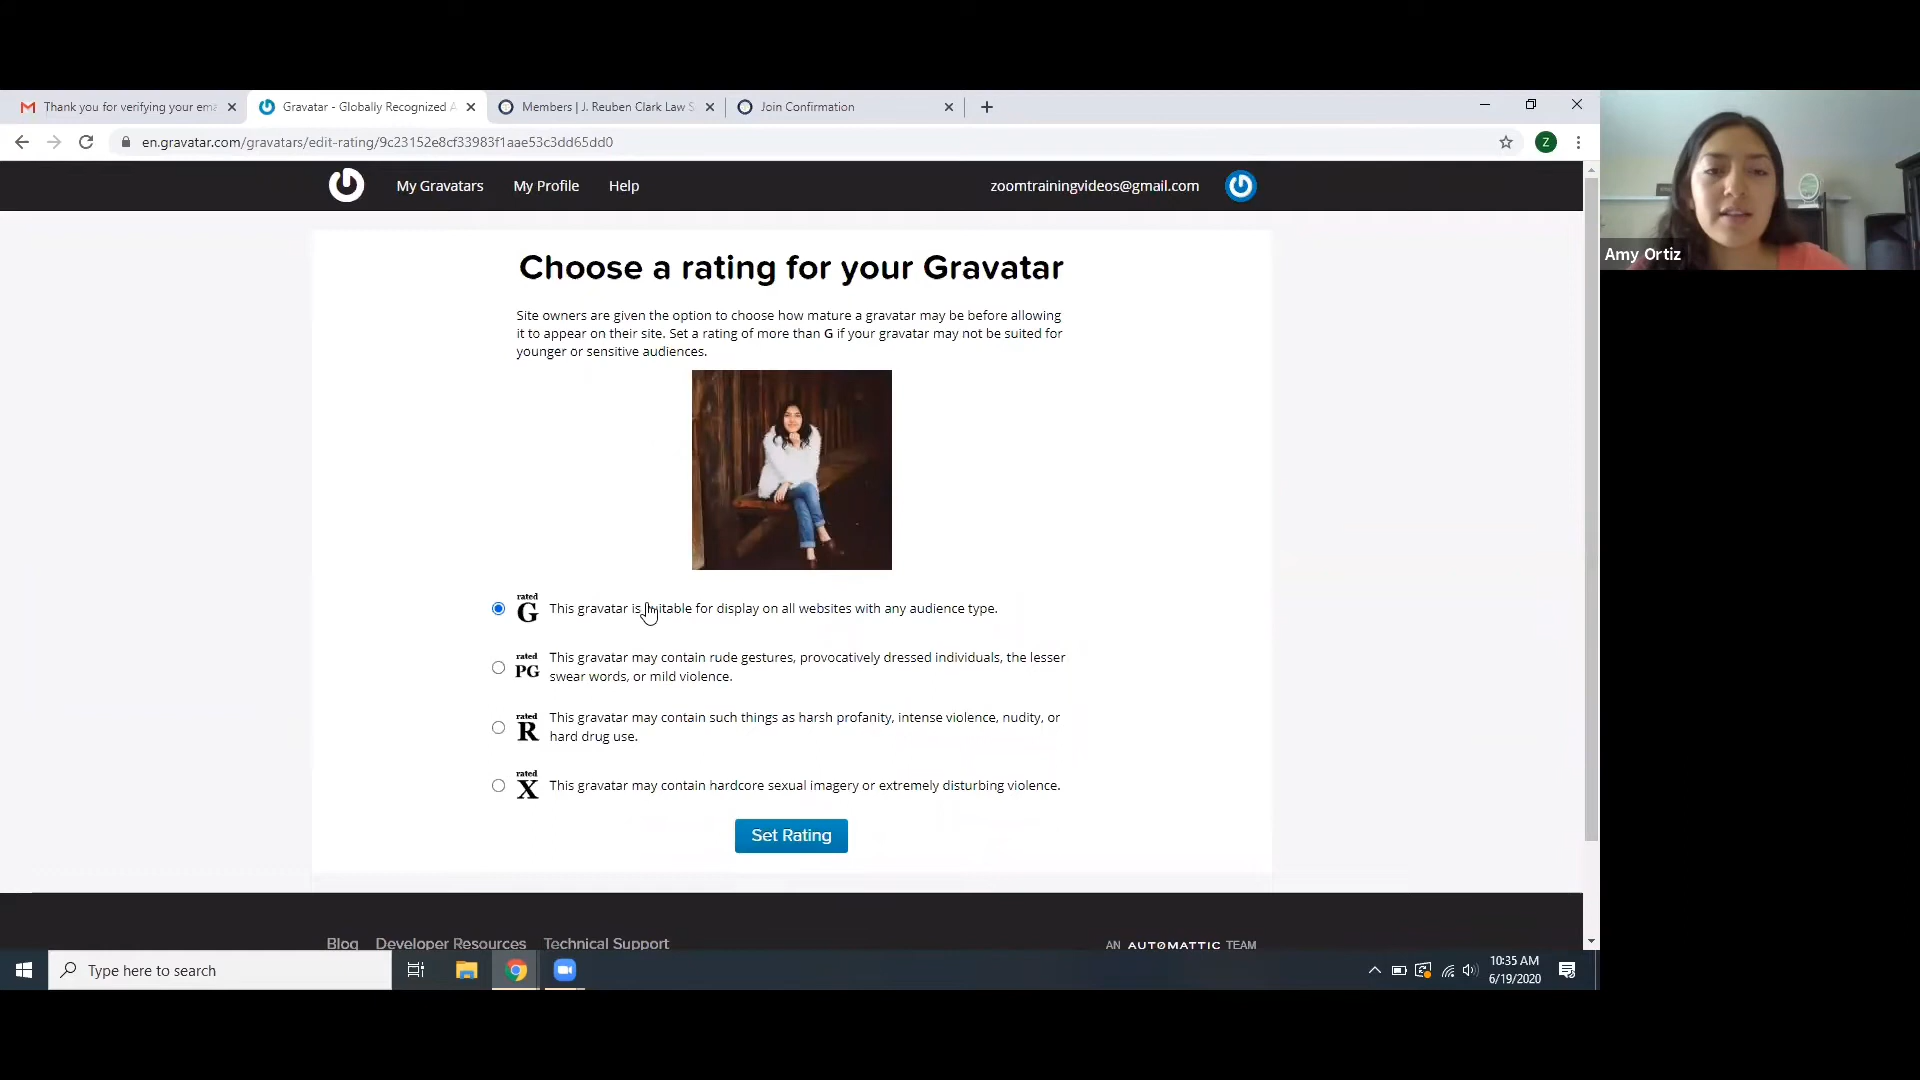 Thank you for verifying your ema
Gravatar - Globally Recognized A
Members | J. Reuben Clark Law S
Join Confirmation
en.gravatar.com/gravatars/edit-rating/9c23152e8cf33983f1aae53c3dd65dd0
Z
My Gravatars My Profile Help
zoomtrainingvideos@gmail.com
Amy Ortiz
Choose a rating for your Gravatar
Site owners are given the option to choose how mature a gravatar may be before allowing
it to appear on their site. Set a rating of more than G if your gravatar may not be suited for
younger or sensitive audiences.
rated
G
This gravatar is suitable for display on all websites with any audience type.
rated
PG
This gravatar may contain rude gestures, provocatively dressed individuals, the lesser
swear words, or mild violence.
rated
R
This gravatar may contain such things as harsh profanity, intense violence, nudity, or
hard drug use.
rated
X
This gravatar may contain hardcore sexual imagery or extremely disturbing violence.
Set Rating
Blog Developer Resources Technical Support
AN AUTOMATTIC TEAM
Type here to search
10:35 AM
6/19/2020